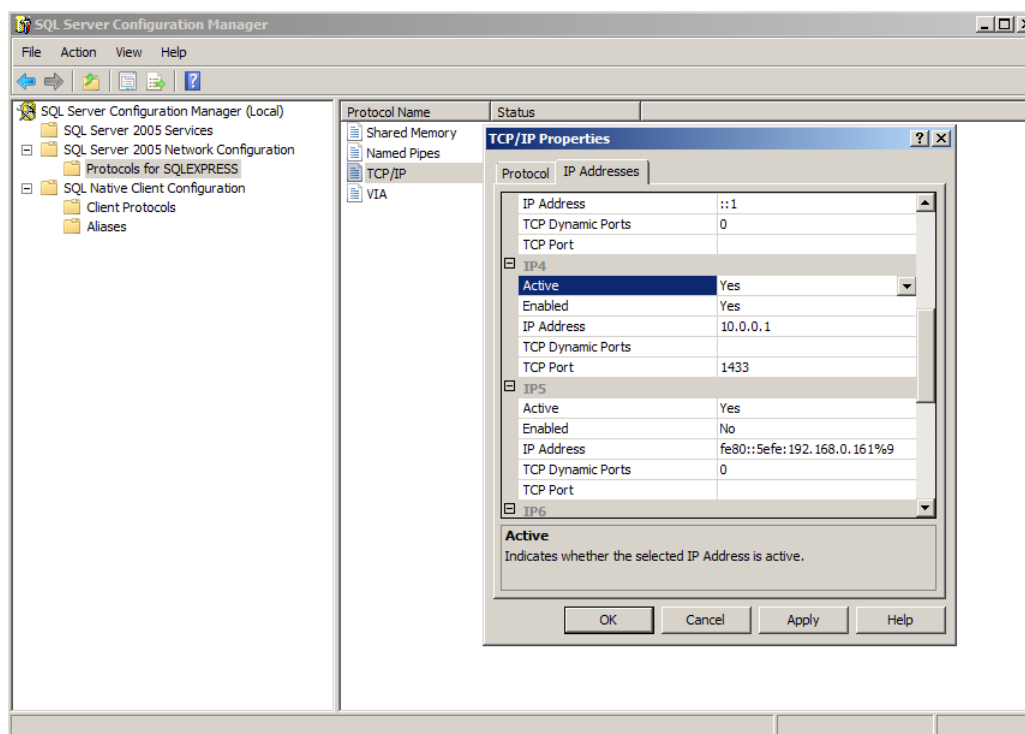 SQL Server Configuration Manager
File Action View Help
SQL Server Configuration Manager (Local)
SQL Server 2005 Services
SQL Server 2005 Network Configuration
Protocols for SQLEXPRESS
SQL Native Client Configuration
Client Protocols
Aliases
Protocol Name Status
Shared Memory
Named Pipes
TCP/IP
VIA
TCP/IP Properties
Protocol IP Addresses
IP Address ::1
TCP Dynamic Ports 0
TCP Port
IP4
Active Yes
Enabled Yes
IP Address 10.0.0.1
TCP Dynamic Ports
TCP Port 1433
IP5
Active Yes
Enabled No
IP Address fe80::5efe:192.168.0.161%9
TCP Dynamic Ports 0
TCP Port
IP6
Active
Indicates whether the selected IP Address is active.
OK Cancel Apply Help